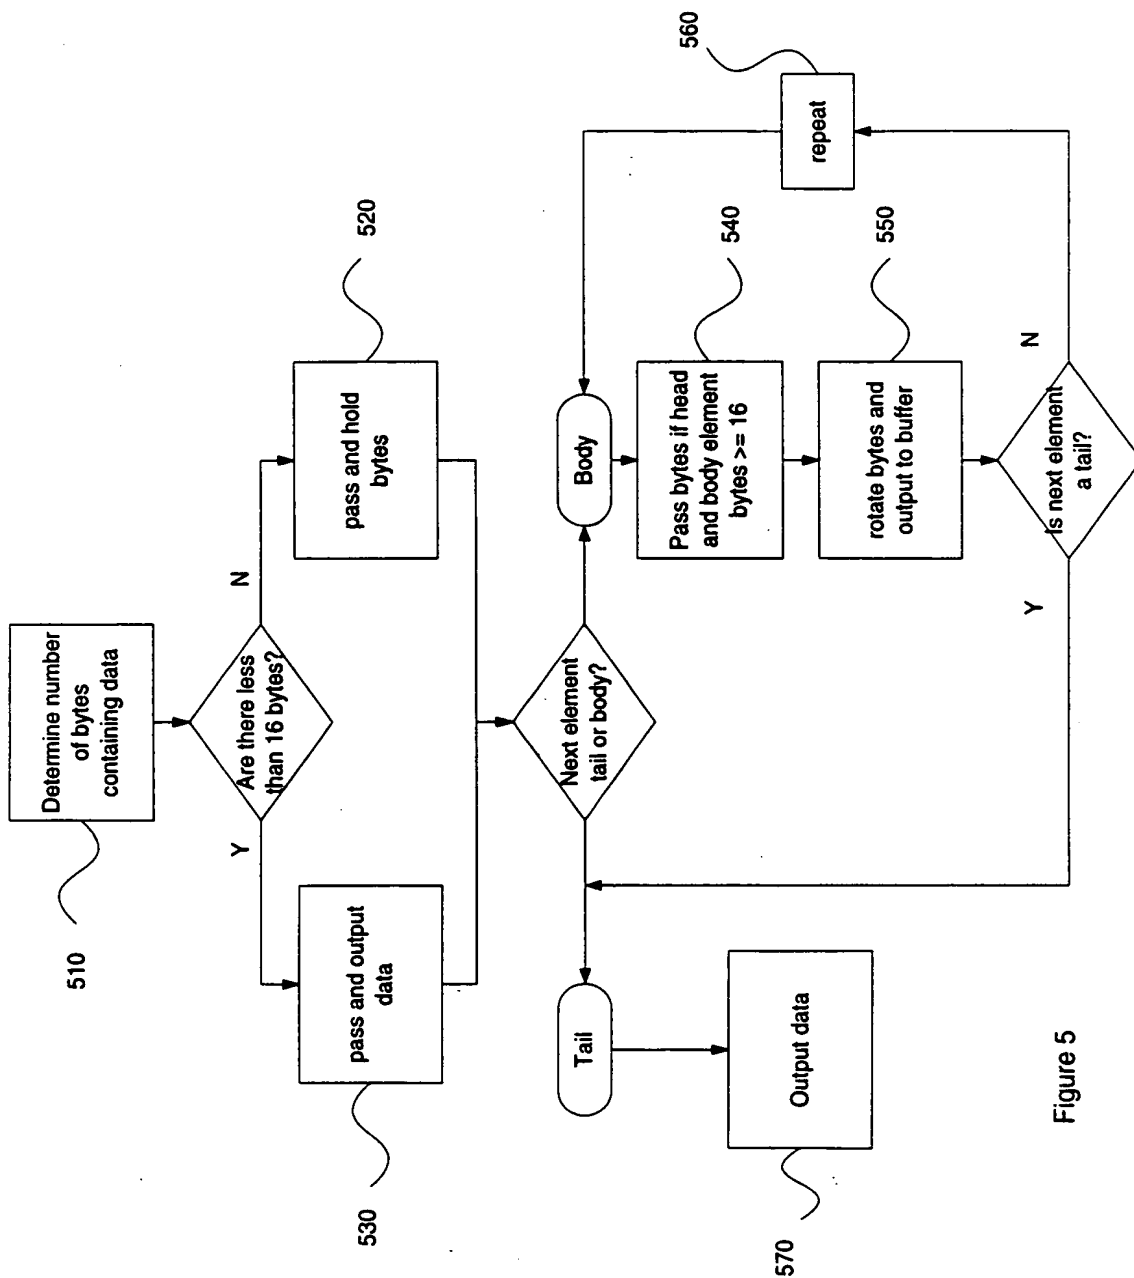 510
Determine number
of bytes
containing data
Are there less
than 16 bytes?
Y
N
530
pass and output
data
pass and hold
bytes
520
Next element
tail or body?
Tail
Body
560
repeat
Output data
570
Pass bytes if head
and body element
bytes >= 16
540
rotate bytes and
output to buffer
550
Is next element
a tail?
Y
N
Figure 5